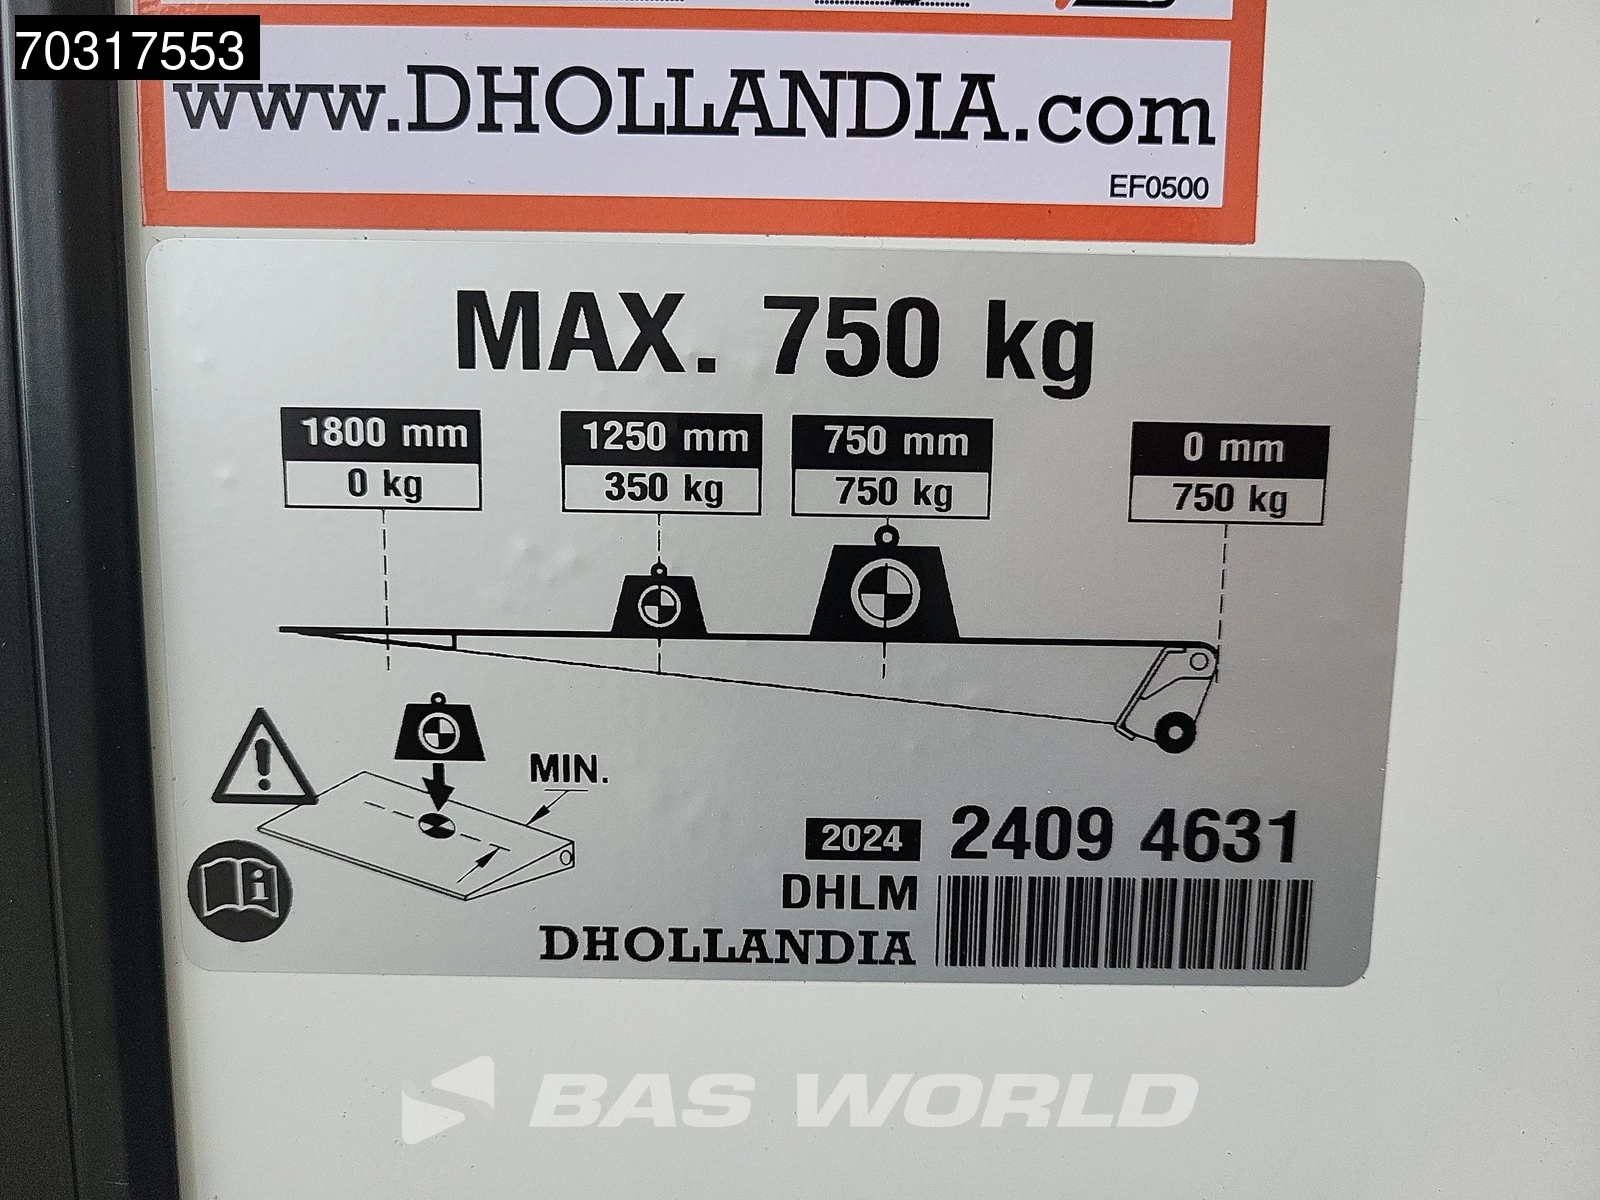 70317553
www.DHOLLANDIA.com
EF0500
MAX. 750 kg
1800 mm 1250 mm 750 mm 0 mm
0 kg 350 kg 750 kg 750 kg
MIN.
2024 2409 4631
DHLM
DHOLLANDIA
BAS WORLD